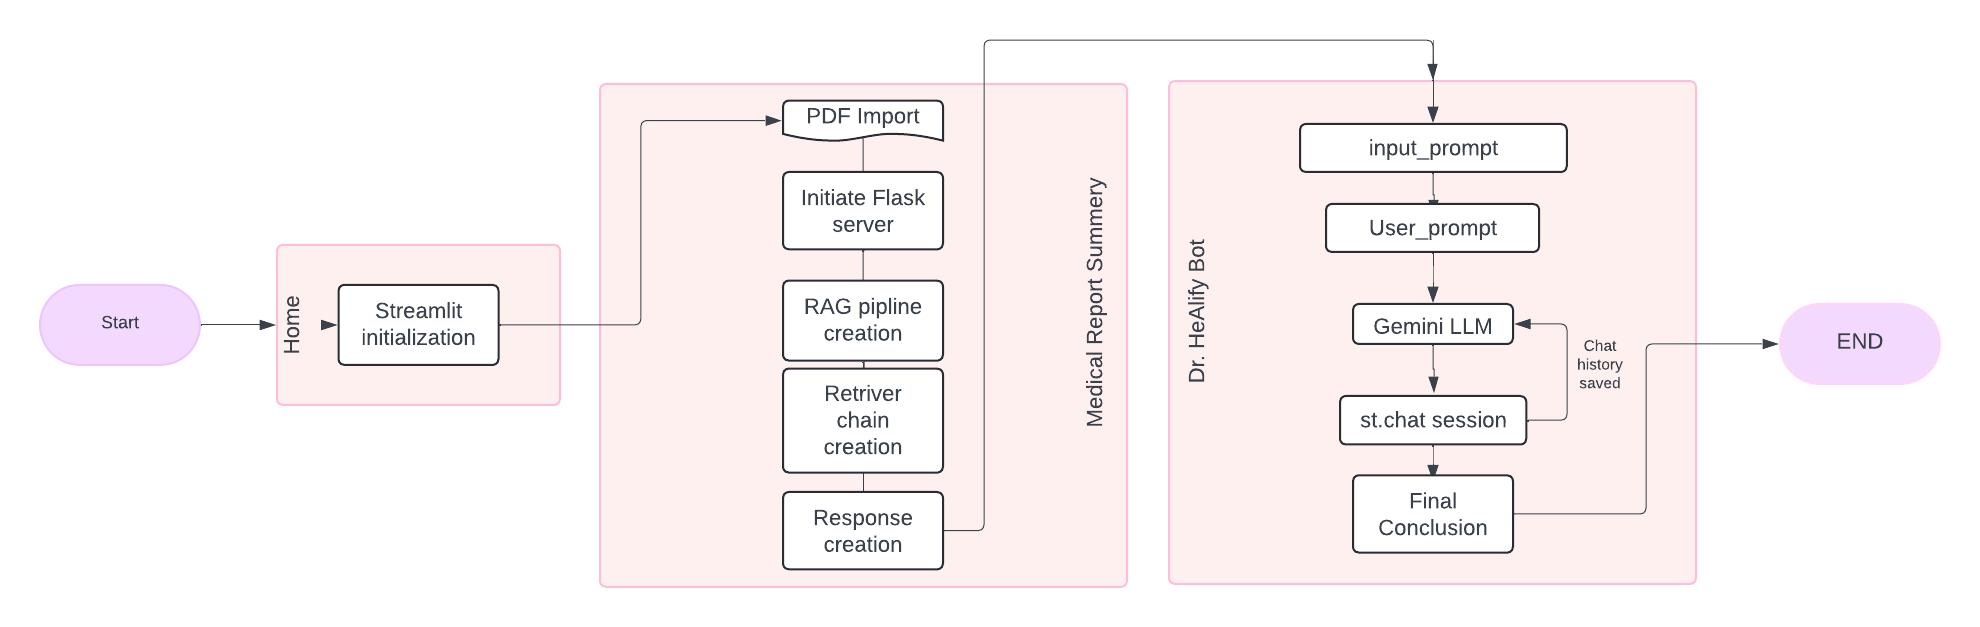 Start
Home
Streamlit
initialization
PDF Import
Initiate Flask
server
RAG pipline
creation
Retriver
chain
creation
Response
creation
Medical Report Summery
Dr. HeAlify Bot
input_prompt
User_prompt
Gemini LLM
Chat
history
saved
st.chat session
Final
Conclusion
END